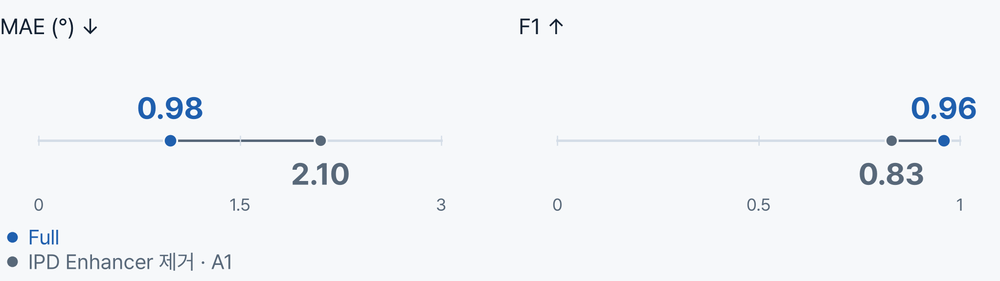 MAE (°) ↓
0.98
2.10
0 1.5 3
F1 ↑
0.96
0.83
0 0.5 1
Full
IPD Enhancer 제거 · A1